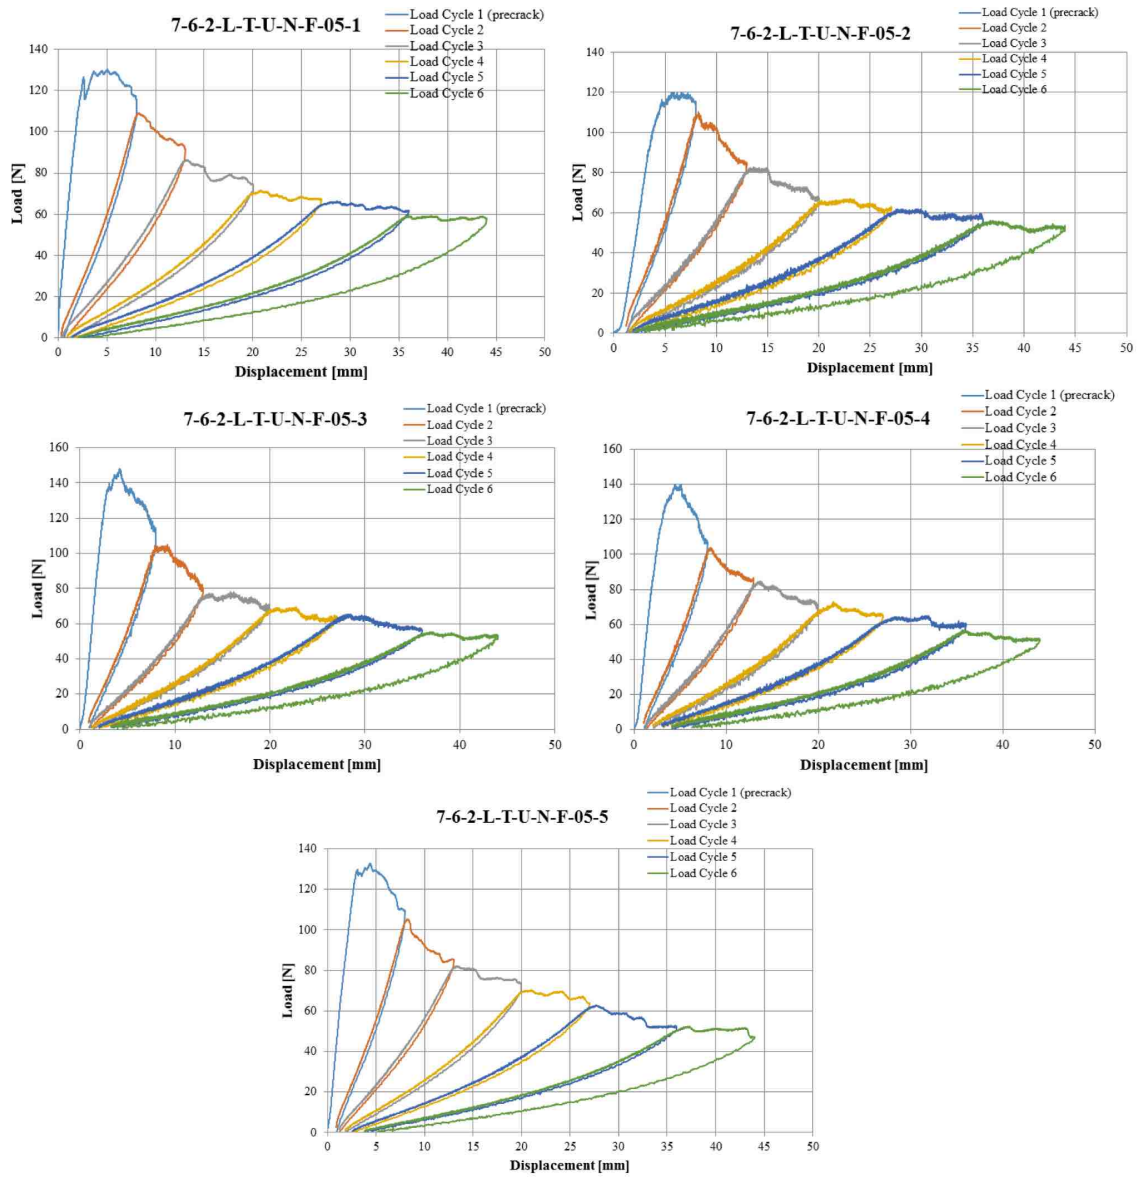 7-6-2-L-T-U-N-F-05-1
Load Cycle 1 (precrack)
Load Cycle 2
Load Cycle 3
Load Cycle 4
Load Cycle 5
Load Cycle 6
140
120
100
80
60
40
20
0
Load [N]
0 5 10 15 20 25 30 35 40 45 50
Displacement [mm]
7-6-2-L-T-U-N-F-05-2
Load Cycle 1 (precrack)
Load Cycle 2
Load Cycle 3
Load Cycle 4
Load Cycle 5
Load Cycle 6
140
120
100
80
60
40
20
0
Load [N]
0 5 10 15 20 25 30 35 40 45 50
Displacement [mm]
7-6-2-L-T-U-N-F-05-3
Load Cycle 1 (precrack)
Load Cycle 2
Load Cycle 3
Load Cycle 4
Load Cycle 5
Load Cycle 6
160
140
120
100
80
60
40
20
0
Load [N]
0 10 20 30 40 50
Displacement [mm]
7-6-2-L-T-U-N-F-05-4
Load Cycle 1 (precrack)
Load Cycle 2
Load Cycle 3
Load Cycle 4
Load Cycle 5
Load Cycle 6
160
140
120
100
80
60
40
20
0
Load [N]
0 10 20 30 40 50
Displacement [mm]
7-6-2-L-T-U-N-F-05-5
Load Cycle 1 (precrack)
Load Cycle 2
Load Cycle 3
Load Cycle 4
Load Cycle 5
Load Cycle 6
140
120
100
80
60
40
20
0
Load [N]
0 5 10 15 20 25 30 35 40 45 50
Displacement [mm]